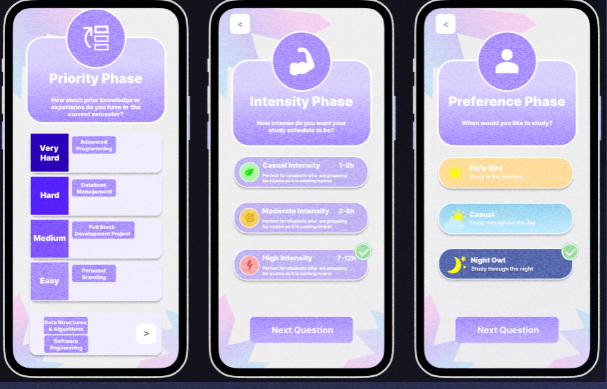 Priority Phase
How much prior knowledge or
experience do you have in the
current semester?
Very
Hard
Advanced
Programming
Hard
Database
Management
Medium
Full Stack
Development Project
Easy
Personal
Branding
Data Structures
& Algorithms
Software
Engineering
>
<
Intensity Phase
How intense do you want your
study schedule to be?
Casual Intensity 1-2h
Perfect for students who are preparing
for exams as it is coming sooner
Moderate Intensity
Perfect for students who are preparing
for exams as it is coming sooner
High Intensity 7-12h
Perfect for students who are preparing
for exams as it is coming sooner
Next Question
<
Preference Phase
When would you like to study?
Early Bird
Study in the morning
Casual
Study throughout the day
Night Owl
Study through the night
Next Question